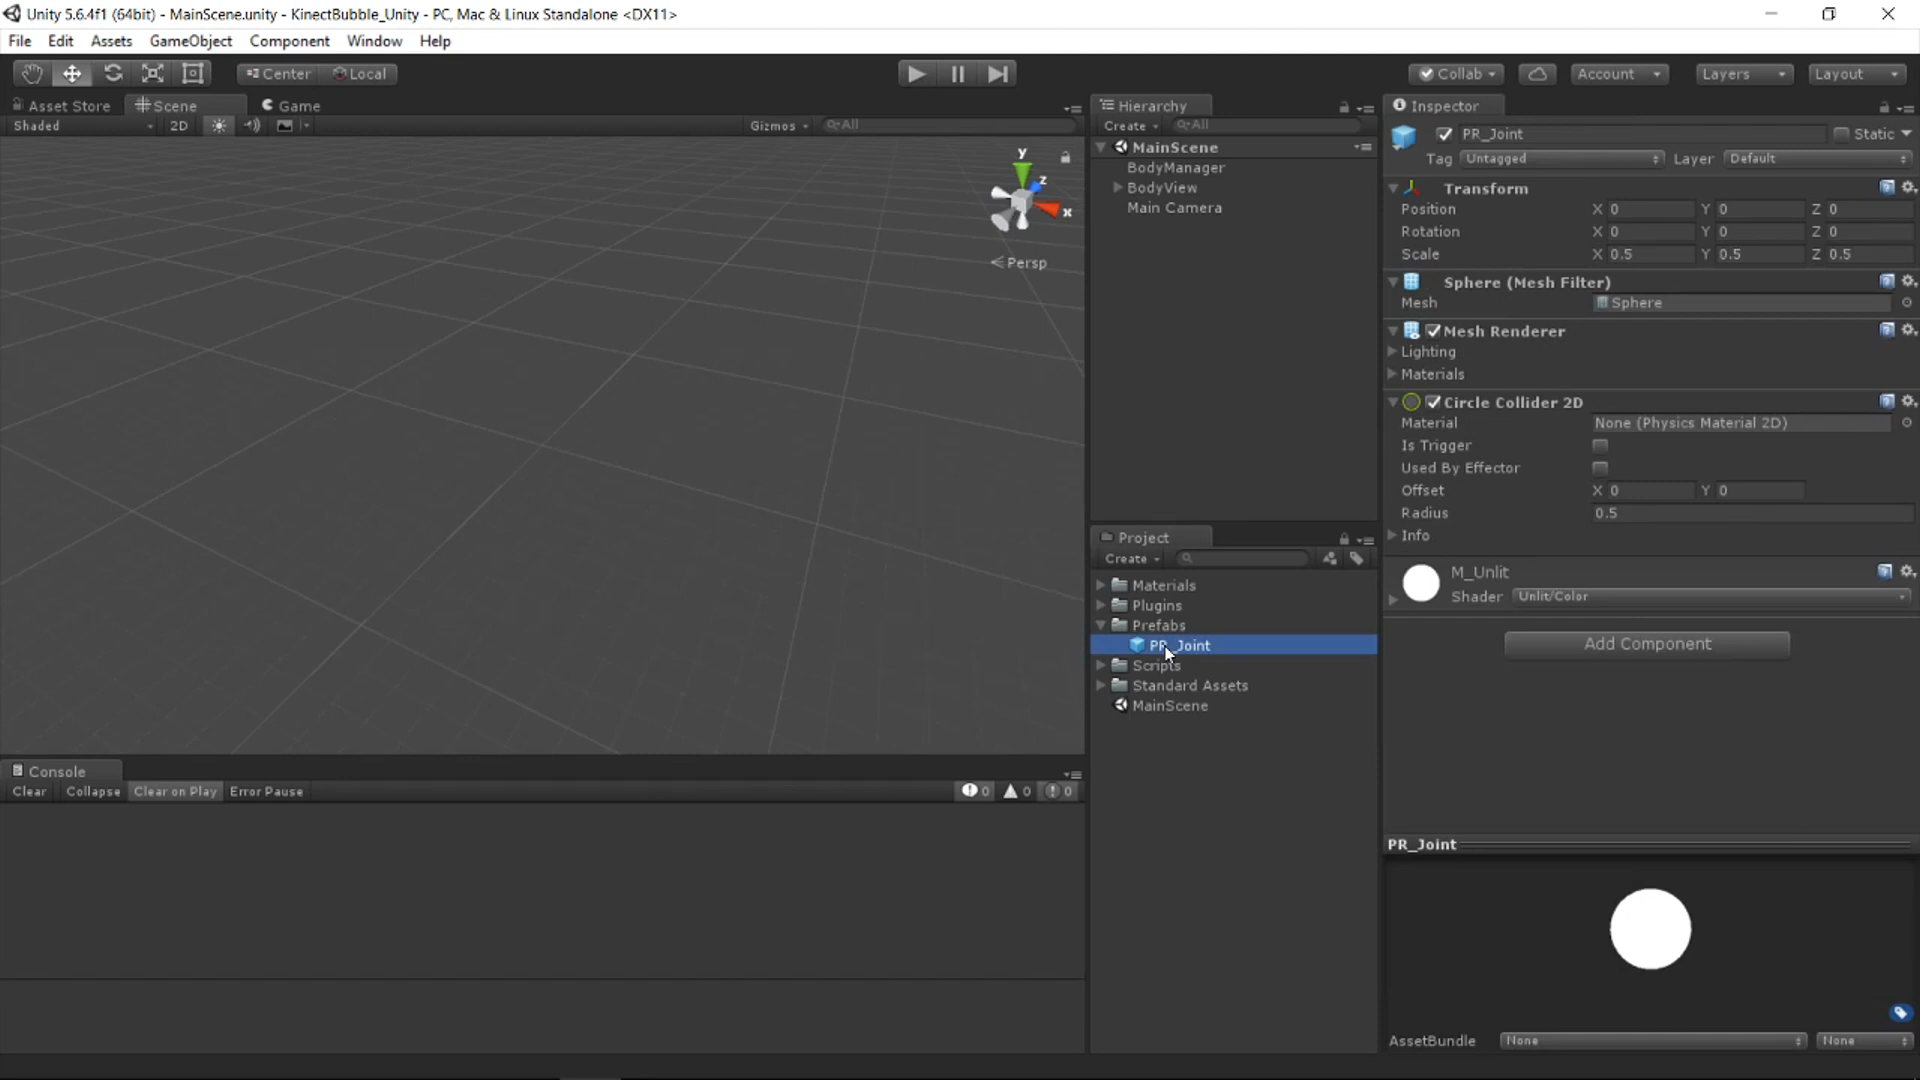 Unity 5.6.4f1 (64bit) - MainScene.unity - KinectBubble_Unity - PC, Mac & Linux Standalone <DX11>
File Edit Assets GameObject Component Window Help
Center Local
Collab Account Layers Layout
Asset Store Scene Game
Shaded 2D Gizmos All
y
z
x
Persp
Hierarchy
Create All
MainScene
BodyManager
BodyView
Main Camera
Project
Create
Materials
Plugins
Prefabs
PR_Joint
Scripts
Standard Assets
MainScene
Inspector
PR_Joint Static
Tag Untagged Layer Default
Transform
Position X 0 Y 0 Z 0
Rotation X 0 Y 0 Z 0
Scale X 0.5 Y 0.5 Z 0.5
Sphere (Mesh Filter)
Mesh Sphere
Mesh Renderer
Lighting
Materials
Circle Collider 2D
Material None (Physics Material 2D)
Is Trigger
Used By Effector
Offset X 0 Y 0
Radius 0.5
Info
M_Unlit
Shader Unlit/Color
Add Component
PR_Joint
AssetBundle None None
Console
Clear Collapse Clear on Play Error Pause 0 0 0